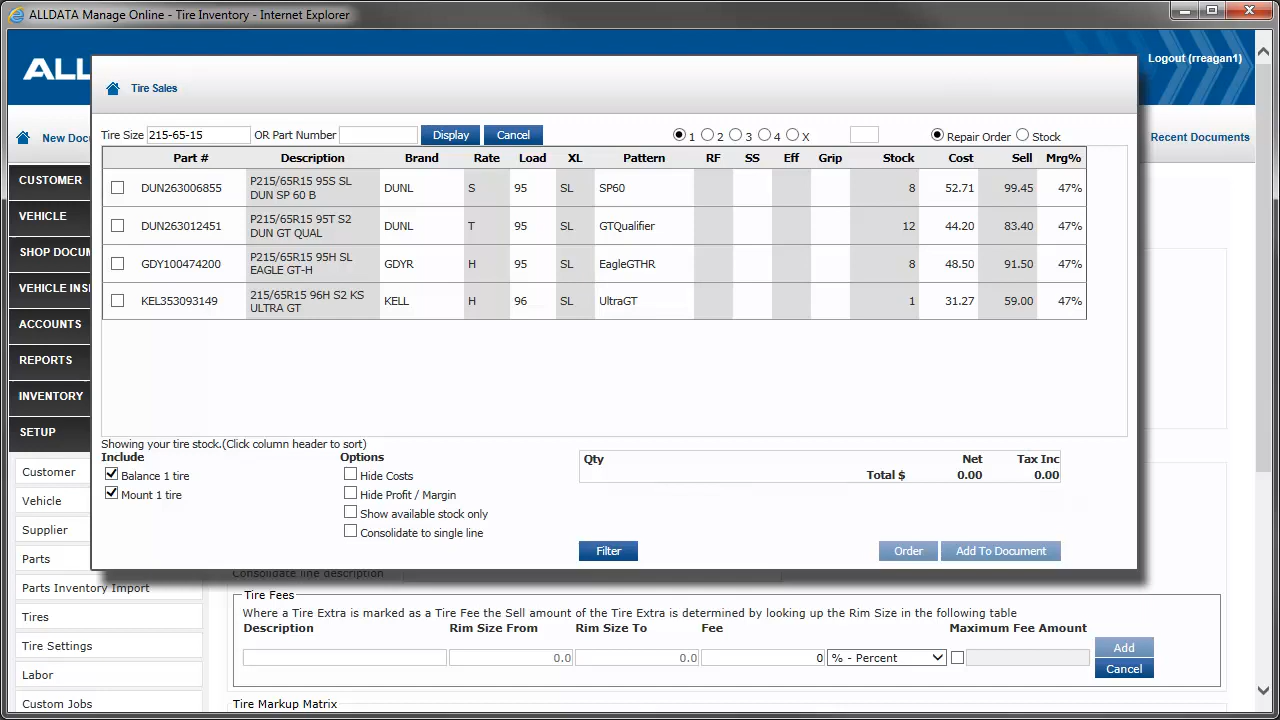 ALLDATA Manage Online - Tire Inventory - Internet Explorer
Logout (rreagan1)
Tire Sales
Recent Documents
Tire Size 215-65-15 OR Part Number Display Cancel 1 2 3 4 X Repair Order Stock
Part # Description Brand Rate Load XL Pattern RF SS Eff Grip Stock Cost Sell Mrg%
DUN263006855 P215/65R15 95S SL DUN SP 60 B DUNL S 95 SL SP60 8 52.71 99.45 47%
DUN263012451 P215/65R15 95T S2 DUN GT QUAL DUNL T 95 SL GTQualifier 12 44.20 83.40 47%
GDY100474200 P215/65R15 95H SL EAGLE GT-H GDYR H 95 SL EagleGTHR 8 48.50 91.50 47%
KEL353093149 215/65R15 96H S2 KS ULTRA GT KELL H 96 SL UltraGT 1 31.27 59.00 47%
Showing your tire stock.(Click column header to sort)
Include Options
Balance 1 tire Hide Costs
Mount 1 tire Hide Profit / Margin
Show available stock only
Consolidate to single line
Qty Net Tax Inc
Total $ 0.00 0.00
Filter Order Add To Document
ALL
New Docu
CUSTOMER
VEHICLE
SHOP DOCUM
VEHICLE INS
ACCOUNTS
REPORTS
INVENTORY
SETUP
Customer
Vehicle
Supplier
Parts
Parts Inventory Import
Tires
Tire Settings
Labor
Custom Jobs
Consolidate line description
Tire Fees
Where a Tire Extra is marked as a Tire Fee the Sell amount of the Tire Extra is determined by looking up the Rim Size in the following table
Description Rim Size From Rim Size To Fee Maximum Fee Amount
0.0 0.0 0 % - Percent Add
Cancel
Tire Markup Matrix